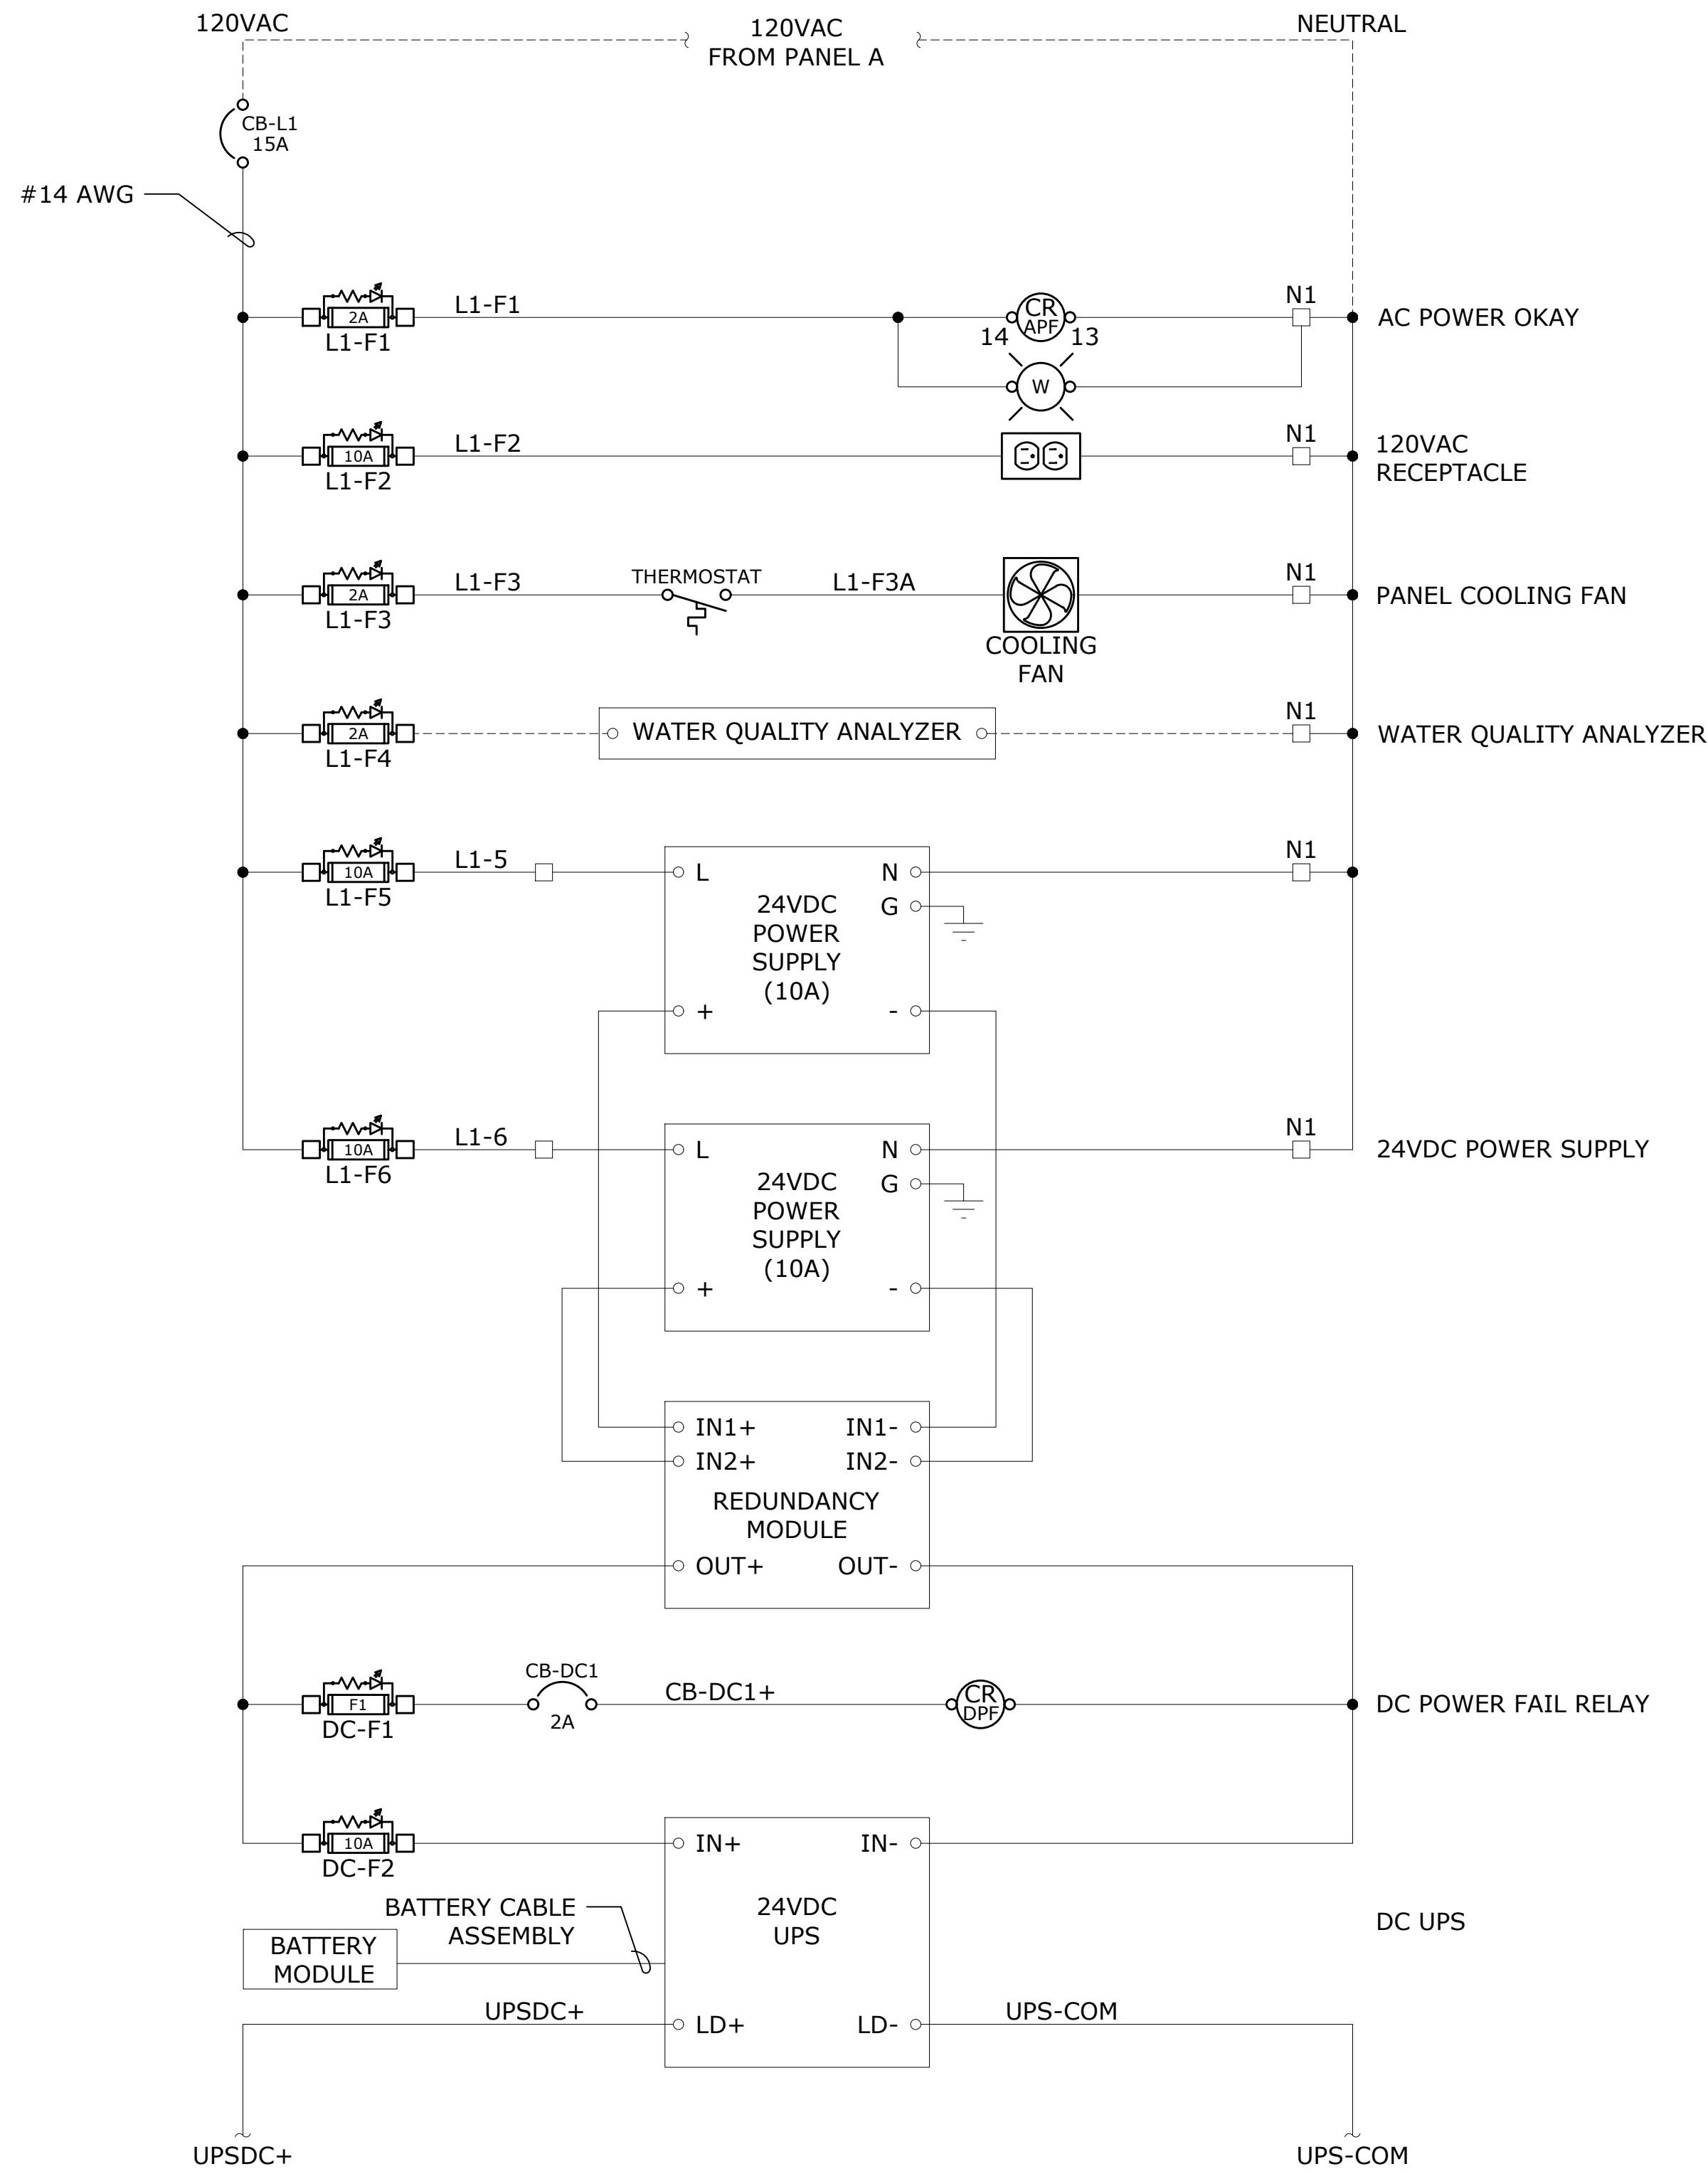 120VAC
120VAC
FROM PANEL A
NEUTRAL
CB-L1
15A
#14 AWG
2A
L1-F1
L1-F1
CR
APF
14
13
W
N1
AC POWER OKAY
10A
L1-F2
L1-F2
N1
120VAC
RECEPTACLE
2A
L1-F3
L1-F3
THERMOSTAT
L1-F3A
COOLING
FAN
N1
PANEL COOLING FAN
2A
L1-F4
WATER QUALITY ANALYZER
N1
WATER QUALITY ANALYZER
10A
L1-F5
L1-5
L
N
G
24VDC
POWER
SUPPLY
(10A)
+
-
N1
10A
L1-F6
L1-6
L
N
G
24VDC
POWER
SUPPLY
(10A)
+
-
N1
24VDC POWER SUPPLY
IN1+
IN1-
IN2+
IN2-
REDUNDANCY
MODULE
OUT+
OUT-
F1
DC-F1
CB-DC1
2A
CB-DC1+
CR
DPF
DC POWER FAIL RELAY
10A
DC-F2
IN+
IN-
24VDC
UPS
BATTERY CABLE
ASSEMBLY
BATTERY
MODULE
DC UPS
UPSDC+
LD+
LD-
UPS-COM
UPSDC+
UPS-COM